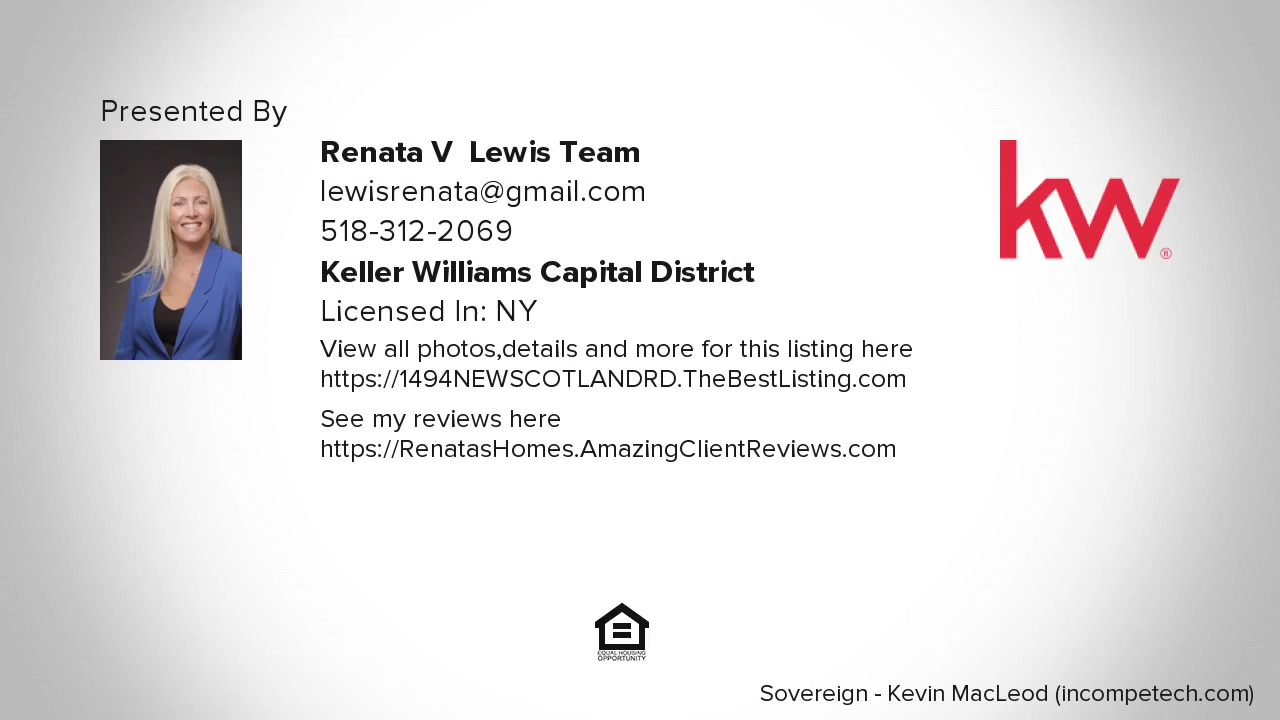 Presented By
Renata V  Lewis Team
lewisrenata@gmail.com
518-312-2069
Keller Williams Capital District
Licensed In: NY
View all photos,details and more for this listing here
https://1494NEWSCOTLANDRD.TheBestListing.com
See my reviews here
https://RenatasHomes.AmazingClientReviews.com
kw®
EQUAL HOUSING
OPPORTUNITY
Sovereign - Kevin MacLeod (incompetech.com)